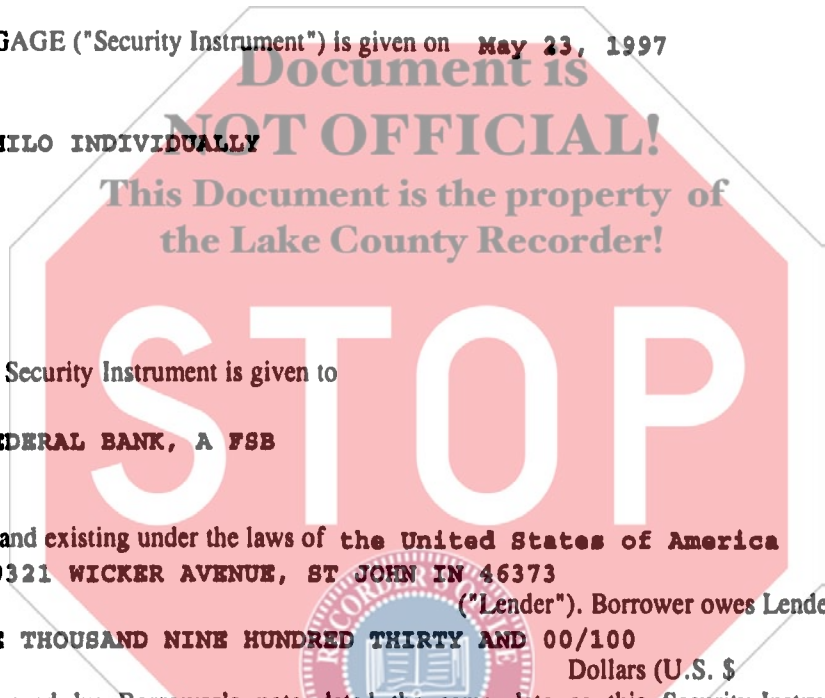 GAGE ("Security Instrument") is given on May 23, 1997
Document is
NOT OFFICIAL!
HILO INDIVIDUALLY
This Document is the property of
the Lake County Recorder!
STOP
Security Instrument is given to
EDERAL BANK, A FSB
and existing under the laws of the United States of America
9321 WICKER AVENUE, ST JOHN IN 46373
("Lender"). Borrower owes Lende
THOUSAND NINE HUNDRED THIRTY AND 00/100
Dollars (U.S. $
RECORDER'S OFFICE